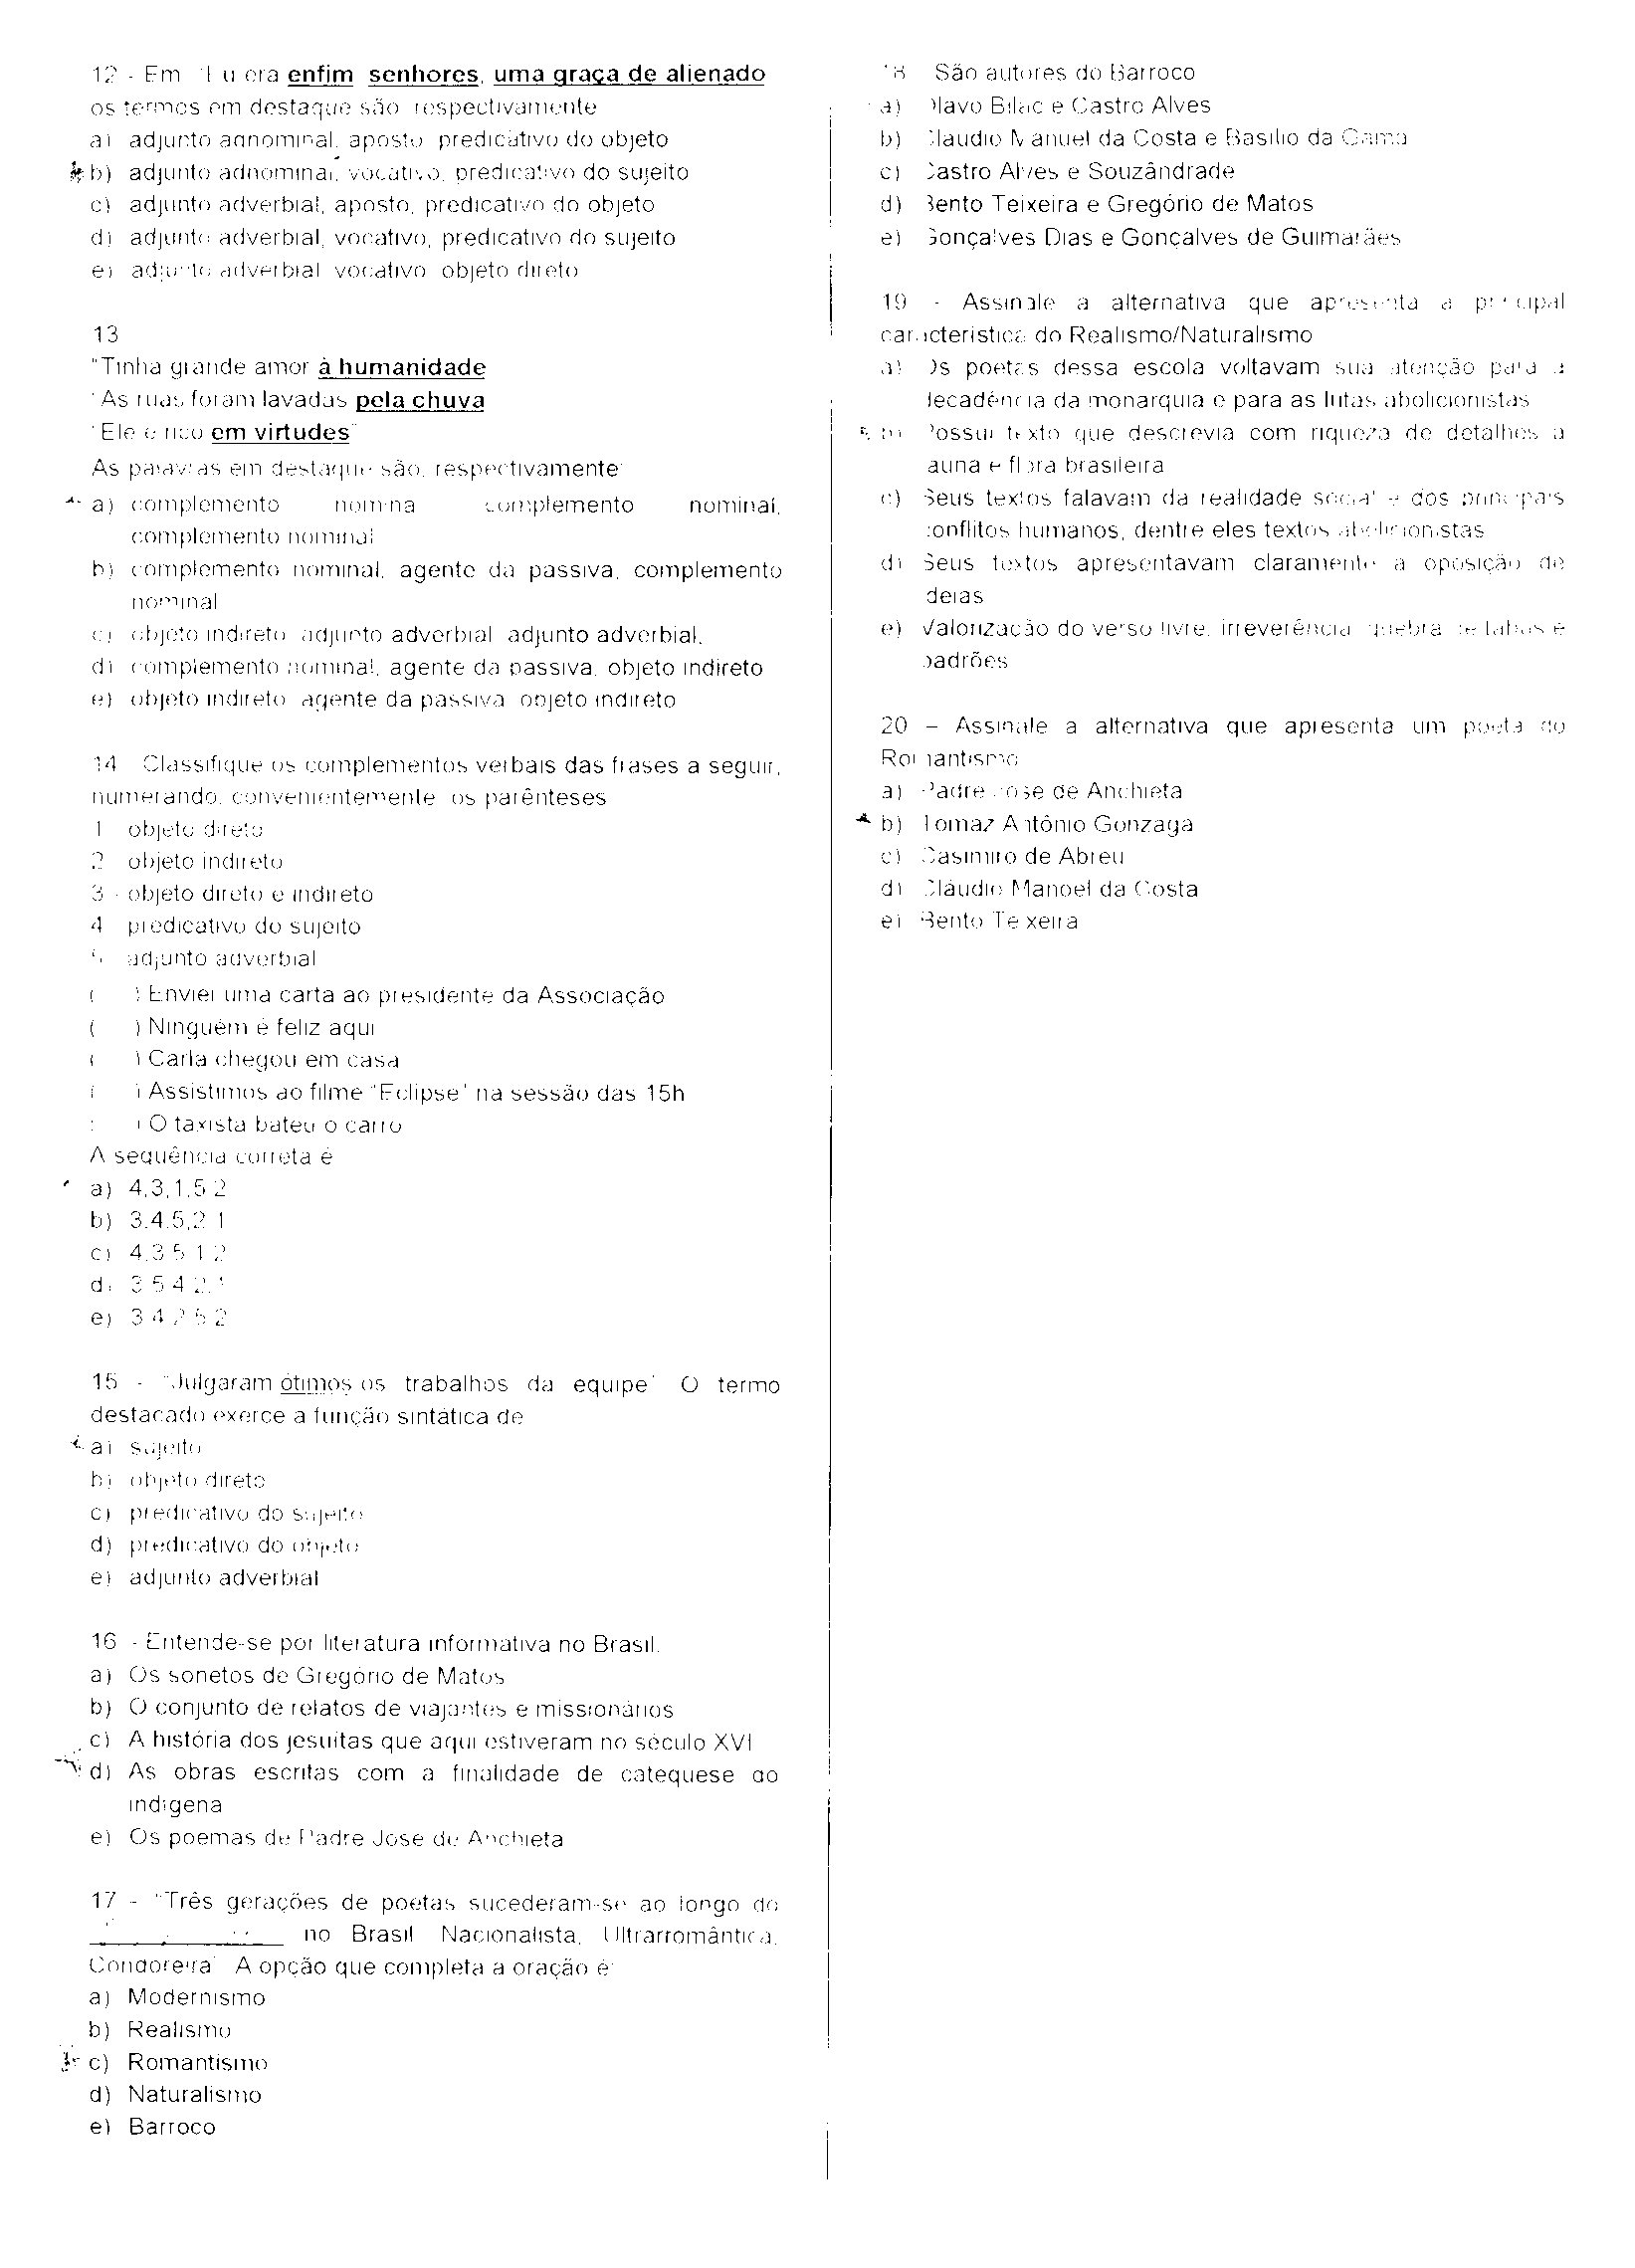 12 - Em "Eu era enfim, senhores, uma graça de alienado"
os termos em destaque são, respectivamente
a) adjunto adnominal, aposto, predicativo do objeto
b) adjunto adnominal, vocativo, predicativo do sujeito
c) adjunto adverbial, aposto, predicativo do objeto
d) adjunto adverbial, vocativo, predicativo do sujeito
e) adjunto adverbial, vocativo, objeto direto
13
"Tinha grande amor à humanidade
"As ruas foram lavadas pela chuva
"Ele é rico em virtudes"
As palavras em destaque são, respectivamente:
a) complemento nominal, complemento nominal,
complemento nominal
b) complemento nominal, agente da passiva, complemento
nominal
c) objeto indireto, adjunto adverbial, adjunto adverbial.
d) complemento nominal, agente da passiva, objeto indireto
e) objeto indireto, agente da passiva, objeto indireto
14 Classifique os complementos verbais das frases a seguir,
numerando, convenientemente, os parênteses
1 objeto direto
2 objeto indireto
3 - objeto direto e indireto
4 predicativo do sujeito
5 adjunto adverbial
( ) Enviei uma carta ao presidente da Associação
( ) Ninguém é feliz aqui
( ) Carla chegou em casa
( ) Assistimos ao filme "Eclipse" na sessão das 15h
( ) O taxista bateu o carro
A sequência correta é
a) 4,3,1,5,2
b) 3,4,5,2,1
c) 4,3,5,1,2
d) 3,5,4,2,1
e) 3,4,2,5,2
15 - "Julgaram ótimos os trabalhos da equipe" O termo
destacado exerce a função sintática de
a) sujeito
b) objeto direto
c) predicativo do sujeito
d) predicativo do objeto
e) adjunto adverbial
16 - Entende-se por literatura informativa no Brasil.
a) Os sonetos de Gregório de Matos
b) O conjunto de relatos de viajantes e missionários
c) A história dos jesuítas que aqui estiveram no século XVI
d) As obras escritas com a finalidade de catequese do
indígena
e) Os poemas de Padre José de Anchieta
17 - "Três gerações de poetas sucederam-se ao longo do
______________ no Brasil Nacionalista, Ultrarromântica,
Condoreira" A opção que completa a oração é:
a) Modernismo
b) Realismo
c) Romantismo
d) Naturalismo
e) Barroco
18 São autores do Barroco
a) Olavo Bilac e Castro Alves
b) Claudio Manuel da Costa e Basílio da Gama
c) Castro Alves e Souzândrade
d) Bento Teixeira e Gregório de Matos
e) Gonçalves Dias e Gonçalves de Guimarães
19 - Assinale a alternativa que apresenta a principal
característica do Realismo/Naturalismo
a) Os poetas dessa escola voltavam sua atenção para a
decadência da monarquia e para as lutas abolicionistas
b) Possui texto que descrevia com riqueza de detalhes a
fauna e flora brasileira
c) Seus textos falavam da realidade social e dos principais
conflitos humanos, dentre eles textos abolicionistas
d) Seus textos apresentavam claramente a oposição de
ideias
e) Valorização do verso livre, irreverência, quebra de tabus e
padrões
20 – Assinale a alternativa que apresenta um poeta do
Romantismo
a) Padre José de Anchieta
b) Tomaz Antônio Gonzaga
c) Casimiro de Abreu
d) Cláudio Manoel da Costa
e) Bento Teixeira